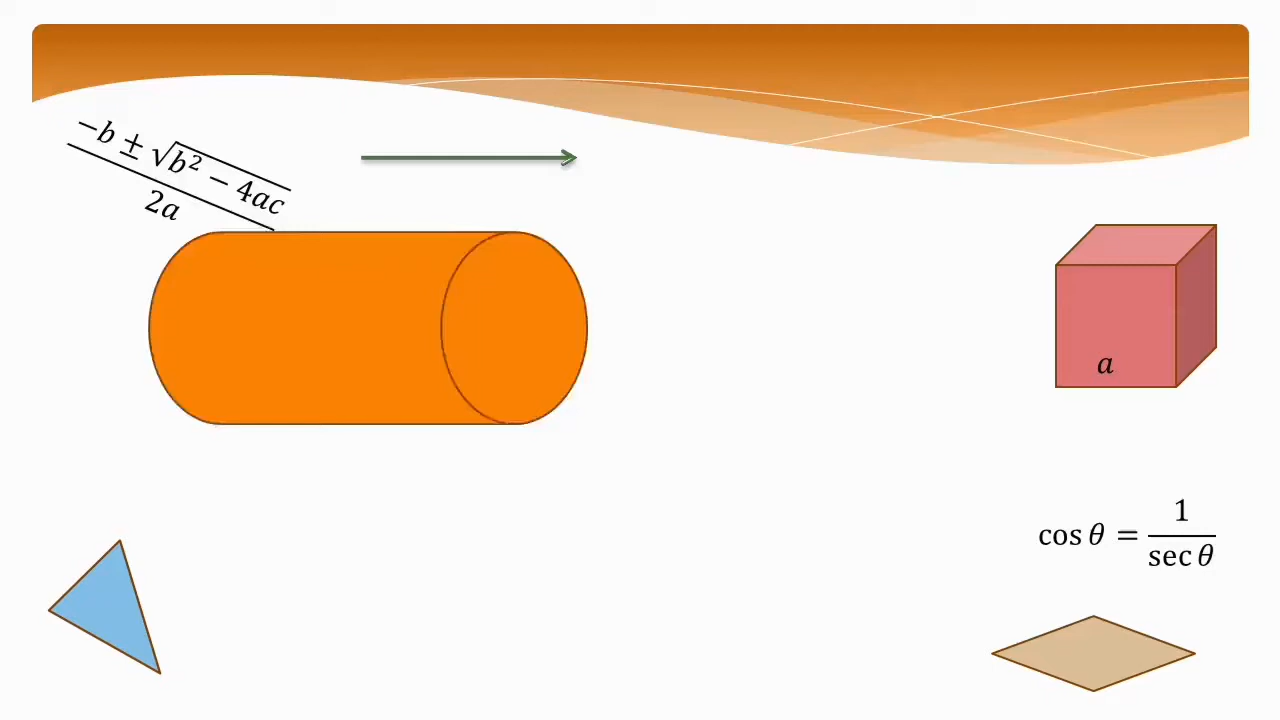 −b ± √b² − 4ac
2a
a
cos θ = 1/sec θ